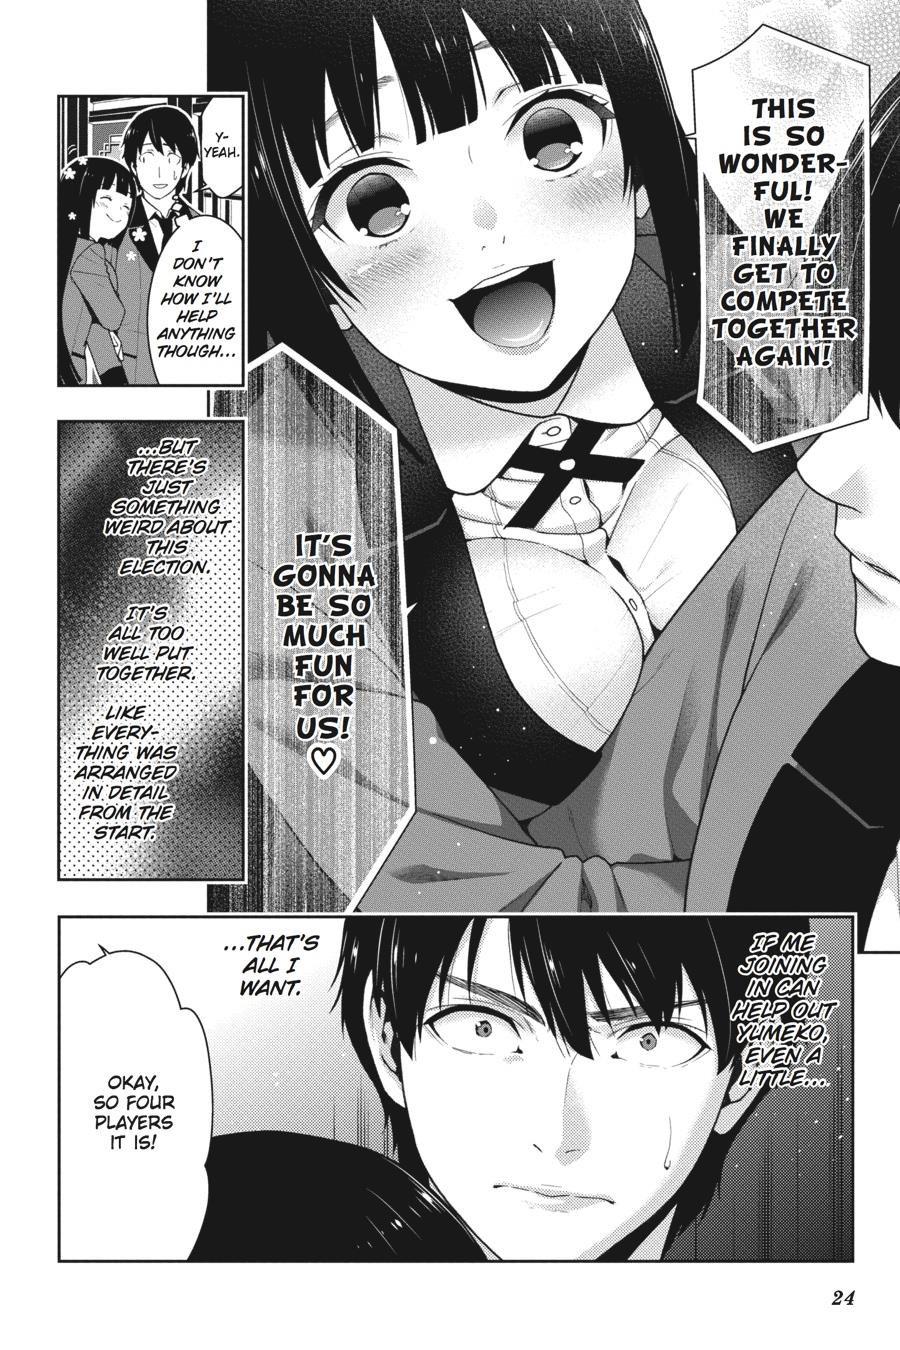 THIS
IS SO
WONDER-
FUL!
WE
FINALLY
GET TO
COMPETE
TOGETHER
AGAIN!
IT'S
GONNA
BE SO
MUCH
FUN
FOR
US!
♡
Y-
YEAH.
I
DON'T
KNOW
HOW I'LL
HELP
ANYTHING
THOUGH...
...BUT
THERE'S
JUST
SOMETHING
WEIRD ABOUT
THIS
ELECTION.
IT'S
ALL TOO
WELL PUT
TOGETHER.
LIKE
EVERY-
THING WAS
ARRANGED
IN DETAIL
FROM THE
START.
IF ME
JOINING
IN CAN
HELP OUT
YUMEKO,
EVEN A
LITTLE...
...THAT'S
ALL I
WANT.
OKAY,
SO FOUR
PLAYERS
IT IS!
24